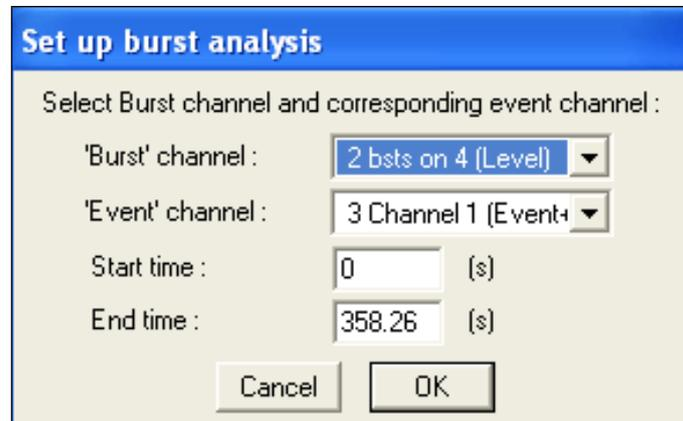 Set up burst analysis
Select Burst channel and corresponding event channel :
'Burst' channel : 2 bsts on 4 (Level)
'Event' channel : 3 Channel 1 (Event+
Start time : 0 (s)
End time : 358.26 (s)
Cancel OK